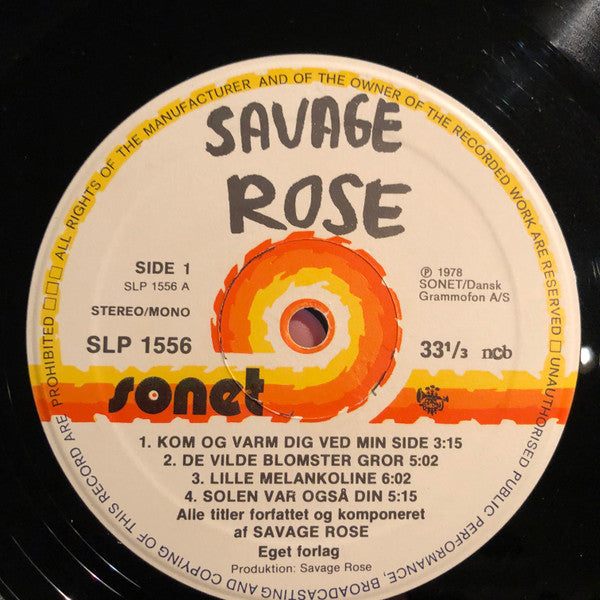 □□□ ALL RIGHTS OF THE MANUFACTURER AND OF THE OWNER OF THE RECORDED WORK ARE RESERVED □ UNAUTHORISED PUBLIC PERFORMANCE, BROADCASTING AND COPYING OF THIS RECORD ARE PROHIBITED
SAVAGE
ROSE
SIDE 1
SLP 1556 A
STEREO/MONO
SLP 1556
℗ 1978
SONET/Dansk
Grammofon A/S
33 1/3 ncb
sonet
1. KOM OG VARM DIG VED MIN SIDE 3:15
2. DE VILDE BLOMSTER GROR 5:02
3. LILLE MELANKOLINE 6:02
4. SOLEN VAR OGSÅ DIN 5:15
Alle titler forfattet og komponeret
af SAVAGE ROSE
Eget forlag
Produktion: Savage Rose